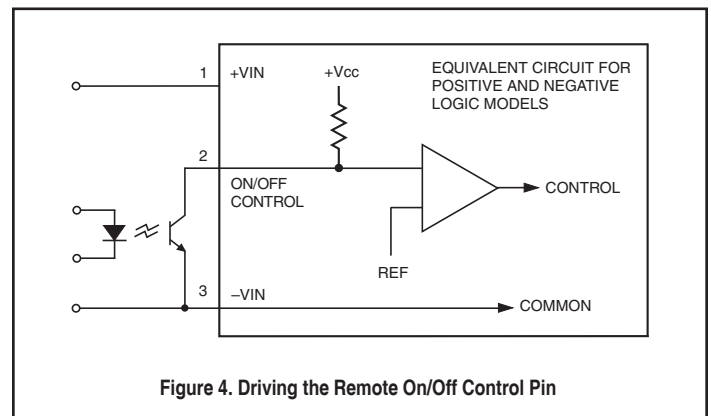 1 +VIN
+Vcc
EQUIVALENT CIRCUIT FOR
POSITIVE AND NEGATIVE
LOGIC MODELS
2
ON/OFF
CONTROL
CONTROL
REF
3 –VIN
COMMON
Figure 4. Driving the Remote On/Off Control Pin